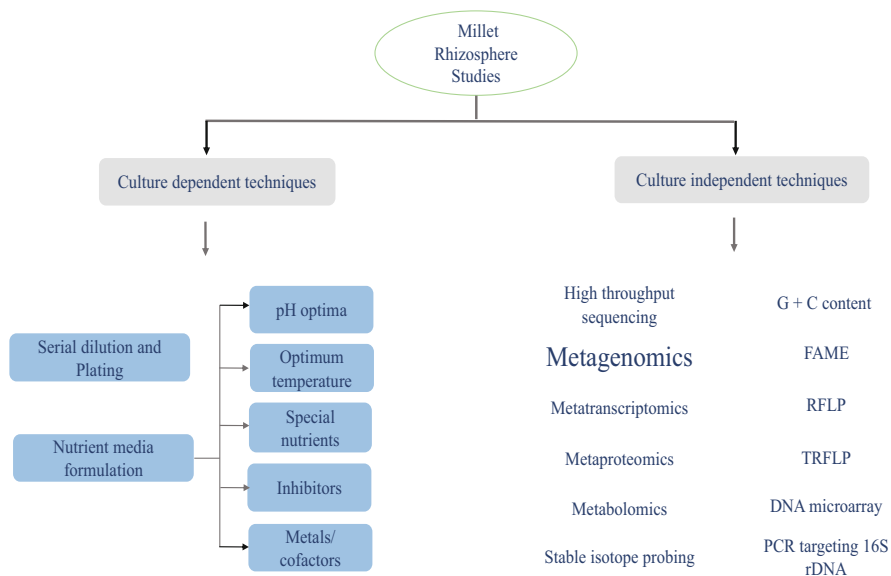 Millet
Rhizosphere
Studies
Culture dependent techniques
Culture independent techniques
Serial dilution and
Plating
Nutrient media
formulation
pH optima
Optimum
temperature
Special
nutrients
Inhibitors
Metals/
cofactors
High throughput
sequencing
Metagenomics
Metatranscriptomics
Metaproteomics
Metabolomics
Stable isotope probing
G + C content
FAME
RFLP
TRFLP
DNA microarray
PCR targeting 16S
rDNA